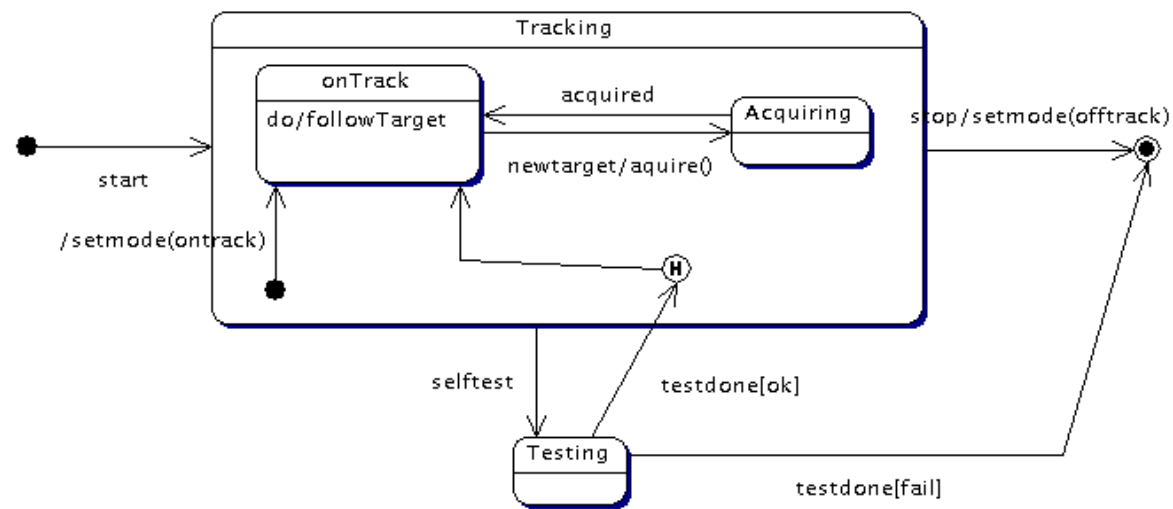 Tracking
onTrack
do/followTarget
acquired
Acquiring
newtarget/aquire()
stop/setmode(offtrack)
start
/setmode(ontrack)
H
selftest
testdone[ok]
Testing
testdone[fail]